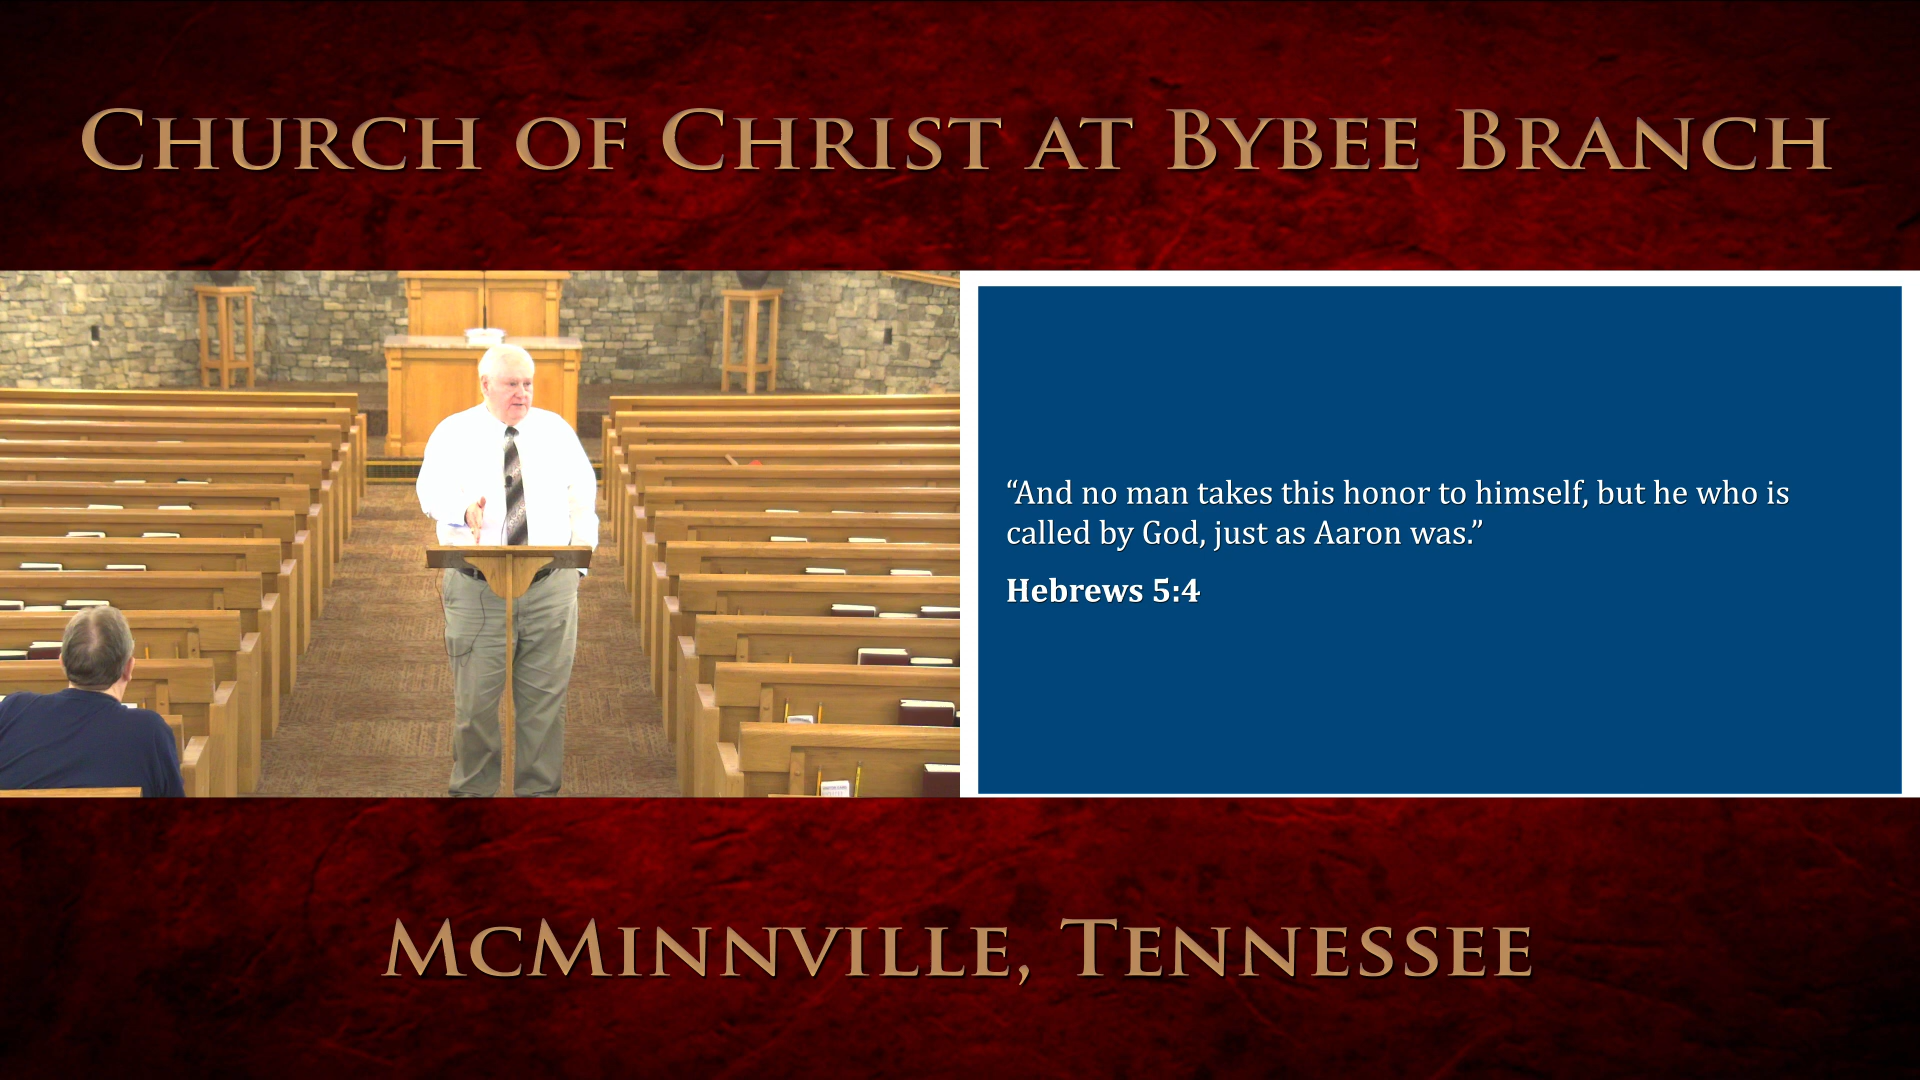 Church of Christ at Bybee Branch
“And no man takes this honor to himself, but he who is
called by God, just as Aaron was.”
Hebrews 5:4
McMinnville, Tennessee